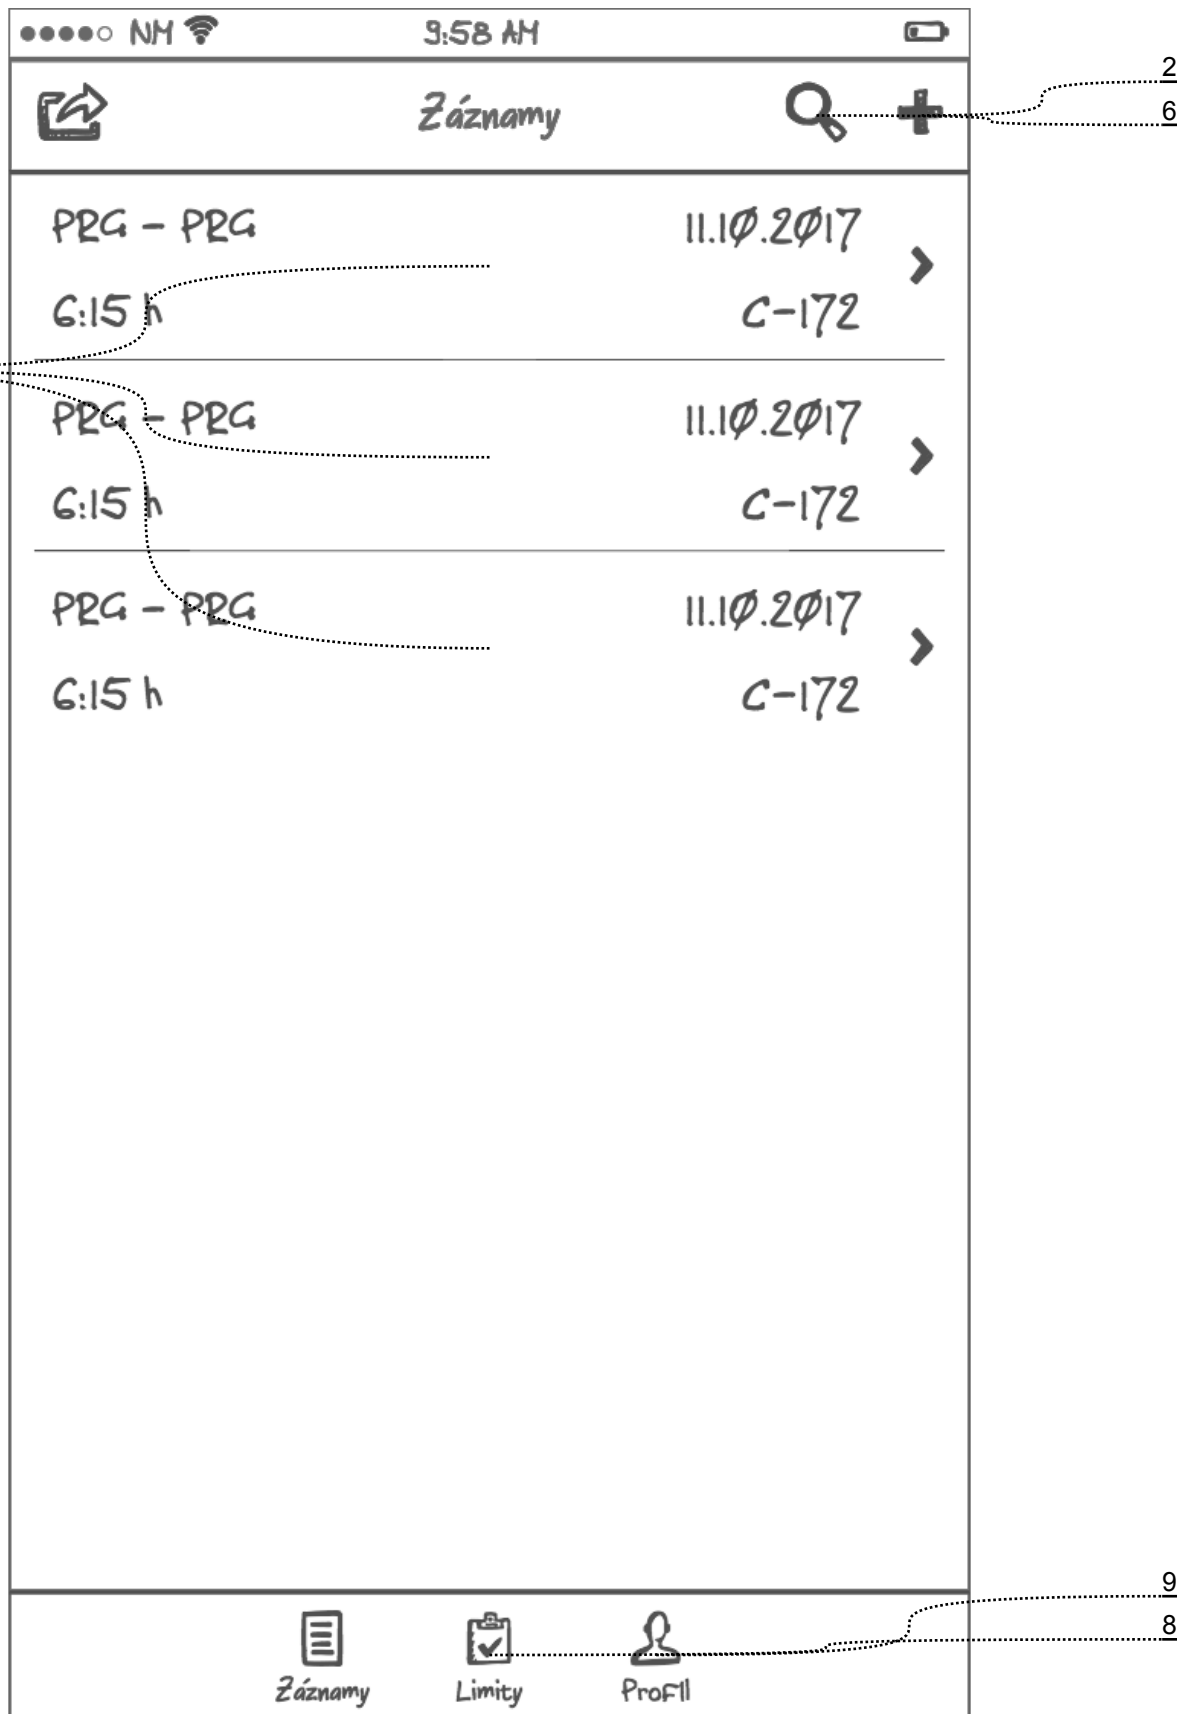 NM 9:58 AM
2
Záznamy
6
PRG - PRG 11.10.2017
6:15 h C-172
PRG - PRG 11.10.2017
6:15 h C-172
PRG - PRG 11.10.2017
6:15 h C-172
9
8
Záznamy Limity Profil